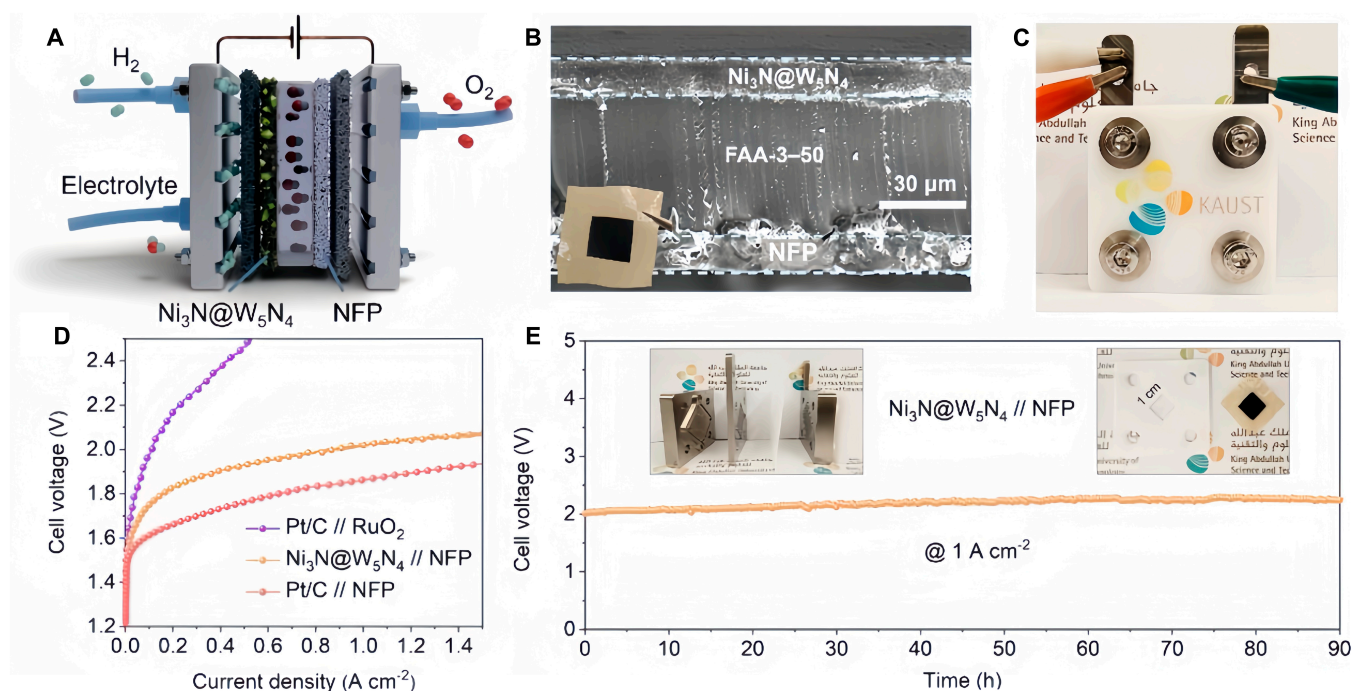 A
H₂
O₂
Electrolyte
Ni₃N@W₅N₄
NFP
B
Ni₃N@W₅N₄
FAA-3–50
30 µm
NFP
C
KAUST
King Abdullah
Science
D
Cell voltage (V)
2.4
2.2
2.0
1.8
1.6
1.4
1.2
Pt/C // RuO₂
Ni₃N@W₅N₄ // NFP
Pt/C // NFP
0.0
0.2
0.4
0.6
0.8
1.0
1.2
1.4
Current density (A cm⁻²)
E
Cell voltage (V)
5
4
3
2
1
0
Ni₃N@W₅N₄ // NFP
1 cm
King Abdullah U
Science and Tec
King Abdullah
Science and Tec
@ 1 A cm⁻²
0
10
20
30
40
50
60
70
80
90
Time (h)